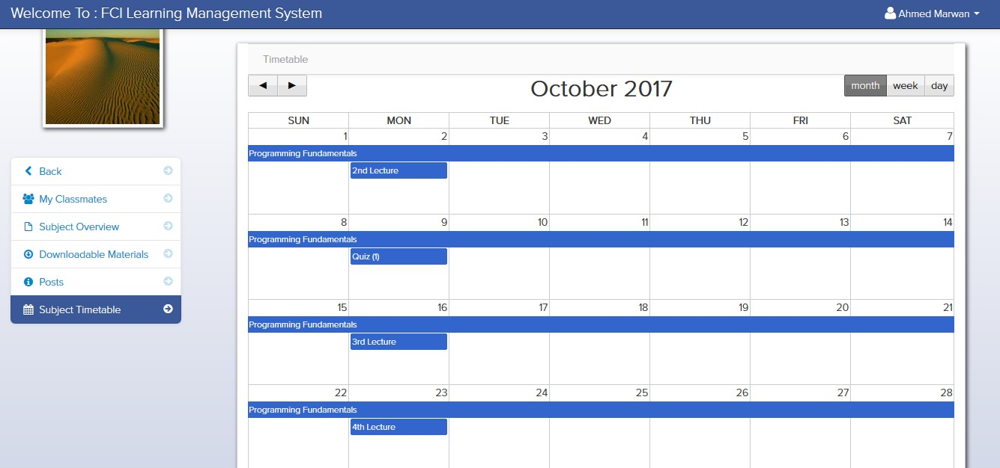 Welcome To : FCI Learning Management System
Ahmed Marwan
Back
My Classmates
Subject Overview
Downloadable Materials
Posts
Subject Timetable
Timetable
October 2017
month week day
SUN MON TUE WED THU FRI SAT
1 2 3 4 5 6 7
Programming Fundamentals
2nd Lecture
8 9 10 11 12 13 14
Programming Fundamentals
Quiz (1)
15 16 17 18 19 20 21
Programming Fundamentals
3rd Lecture
22 23 24 25 26 27 28
Programming Fundamentals
4th Lecture